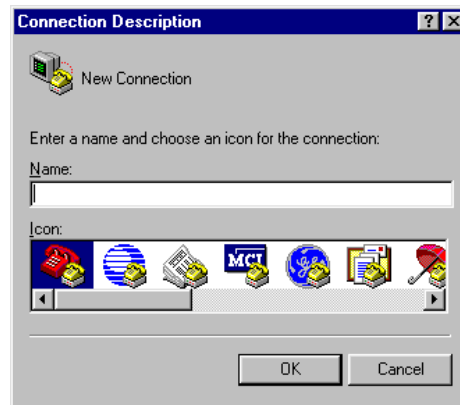 Connection Description
New Connection
Enter a name and choose an icon for the connection:
Name:
Icon:
MCI
OK
Cancel